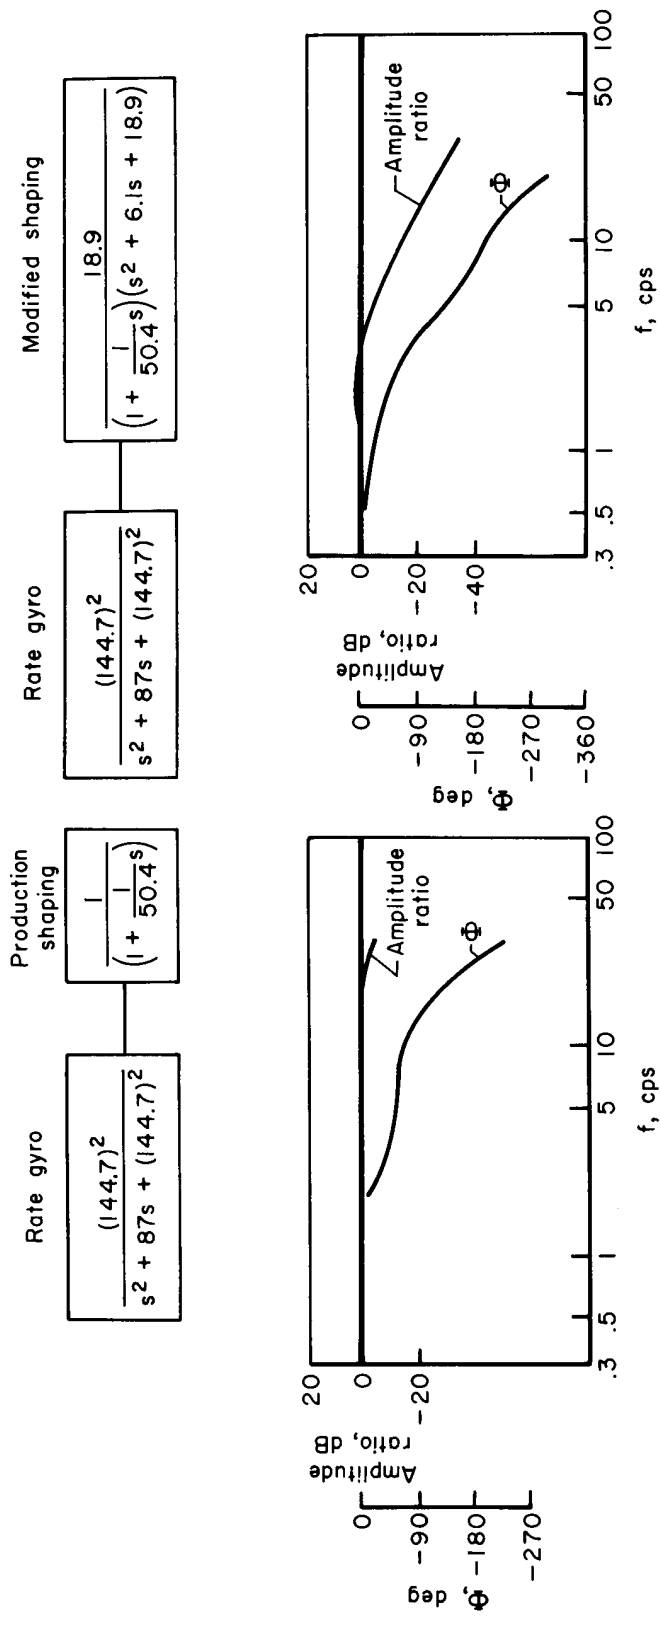 Rate gyro
(144.7)²
s² + 87s + (144.7)²
Production
shaping
1
(1 + 1/50.4 s)
Rate gyro
(144.7)²
s² + 87s + (144.7)²
Modified shaping
18.9
(1 + 1/50.4 s)(s² + 6.1s + 18.9)
Φ, deg
0
-90
-180
-270
Amplitude
ratio, dB
20
0
-20
Amplitude
ratio
Φ
.3 .5 1 5 10 50 100
f, cps
Φ, deg
0
-90
-180
-270
-360
Amplitude
ratio, dB
20
0
-20
-40
Amplitude
ratio
Φ
.3 .5 1 5 10 50 100
f, cps